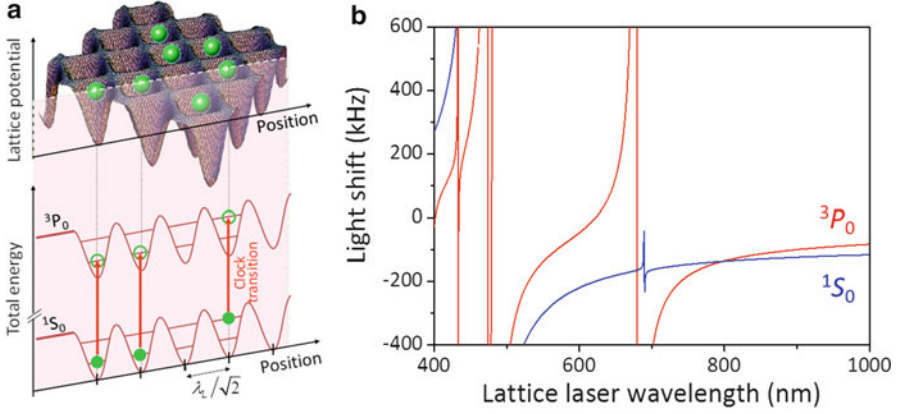 a
Lattice potential
Position
Total energy
³P₀
¹S₀
Clock
transition
Position
λ_L/√2
b
Light shift (kHz)
600
400
200
0
-200
-400
³P₀
¹S₀
400
600
800
1000
Lattice laser wavelength (nm)